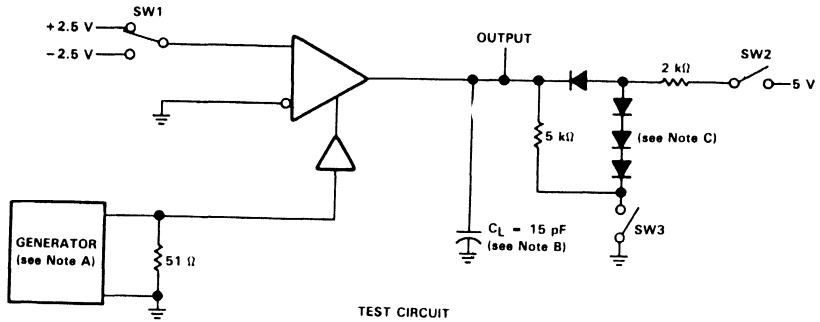 SW1
+2.5 V
-2.5 V
OUTPUT
SW2
2 kΩ
5 V
5 kΩ
(see Note C)
SW3
CL = 15 pF
(see Note B)
GENERATOR
(see Note A)
51 Ω
TEST CIRCUIT